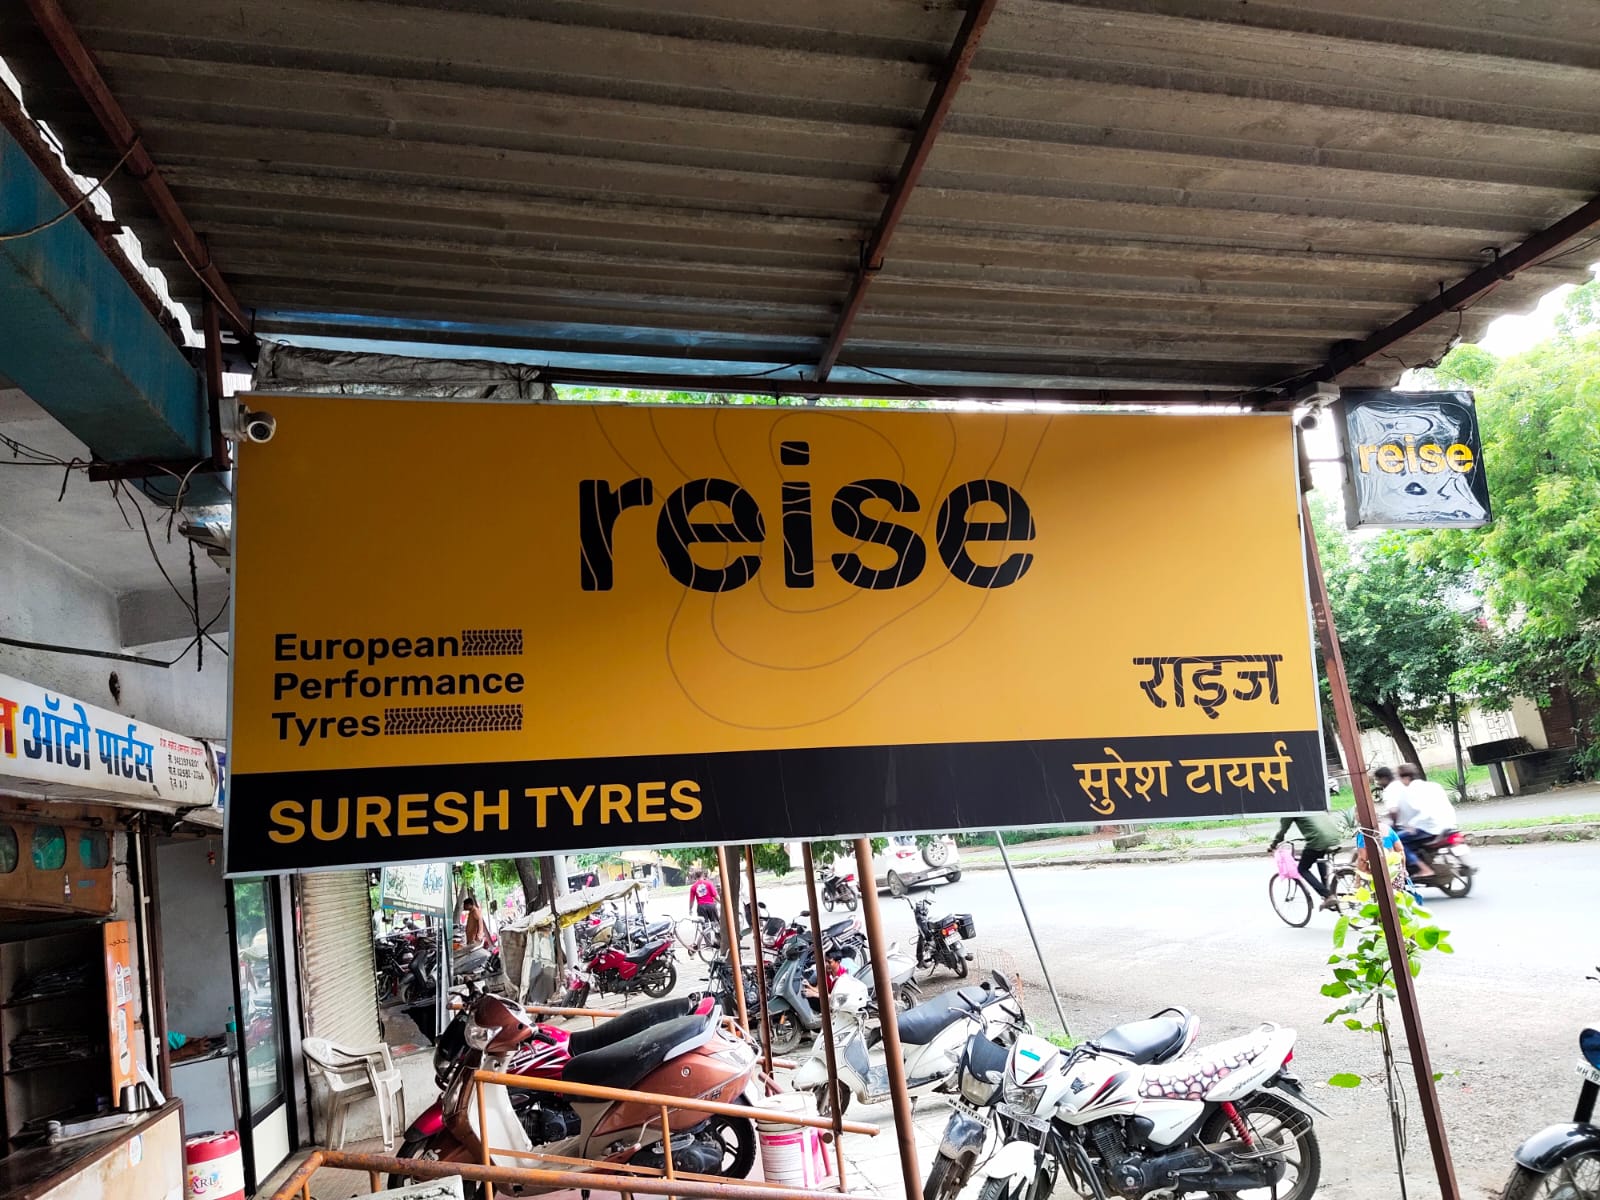 reise
reise
European
Performance
Tyres
राइज
SURESH TYRES
सुरेश टायर्स
ऑटो पार्टस